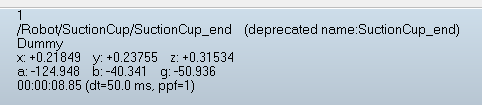 1
/Robot/SuctionCup/SuctionCup_end (deprecated name:SuctionCup_end)
Dummy
x: +0.21849 y: +0.23755 z: +0.31534
a: -124.948 b: -40.341 g: -50.936
00:00:08.85 (dt=50.0 ms, ppf=1)